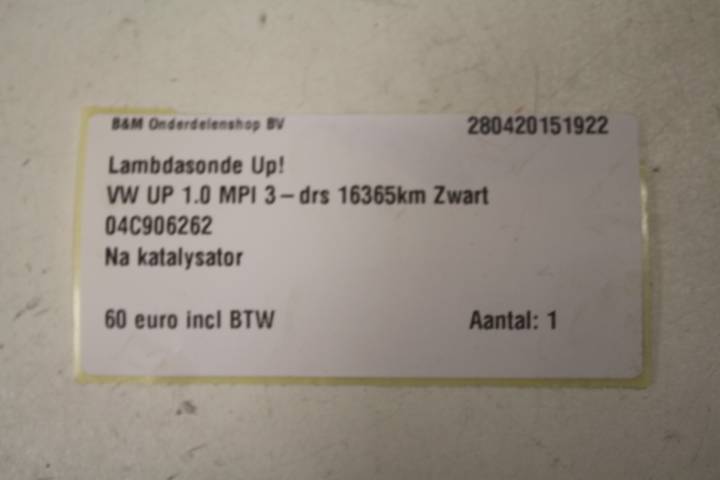 B&M Onderdelenshop BV 280420151922
Lambdasonde Up!
VW UP 1.0 MPI 3-drs 16365km Zwart
04C906262
Na katalysator
60 euro incl BTW Aantal: 1